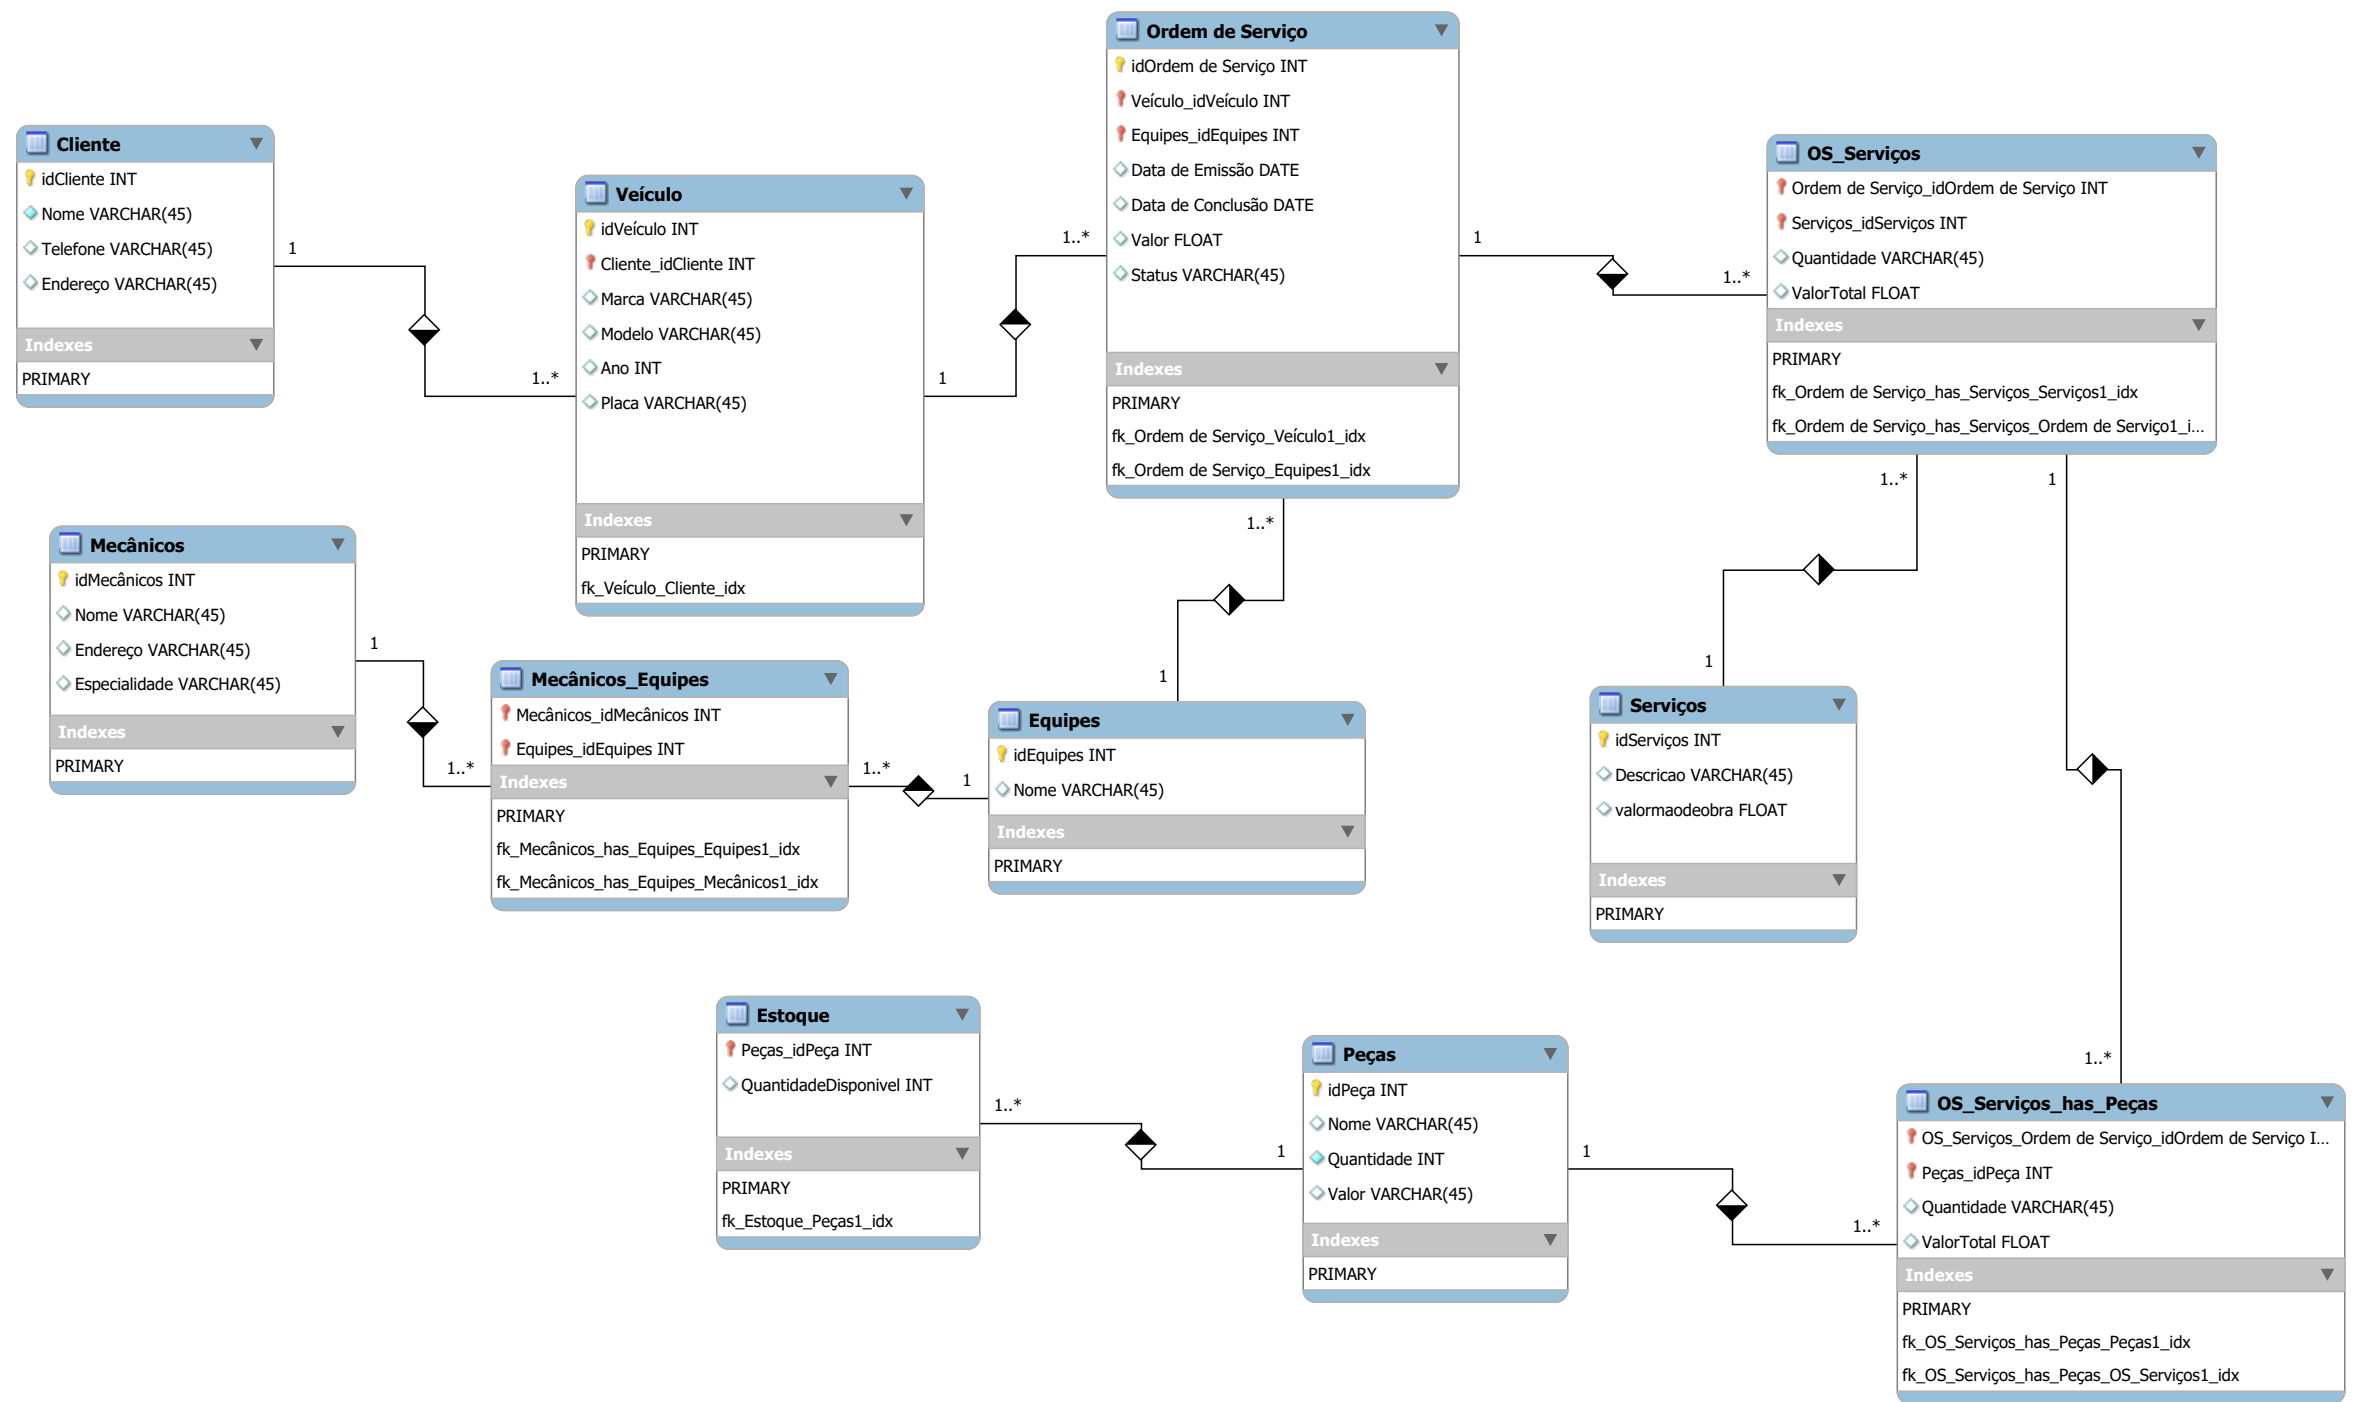 Cliente
idCliente INT
Nome VARCHAR(45)
Telefone VARCHAR(45)
Endereço VARCHAR(45)
Indexes
PRIMARY
1
1..*
Veículo
idVeículo INT
Cliente_idCliente INT
Marca VARCHAR(45)
Modelo VARCHAR(45)
Ano INT
Placa VARCHAR(45)
Indexes
PRIMARY
fk_Veículo_Cliente_idx
1
1..*
Ordem de Serviço
idOrdem de Serviço INT
Veículo_idVeículo INT
Equipes_idEquipes INT
Data de Emissão DATE
Data de Conclusão DATE
Valor FLOAT
Status VARCHAR(45)
Indexes
PRIMARY
fk_Ordem de Serviço_Veículo1_idx
fk_Ordem de Serviço_Equipes1_idx
1
1..*
OS_Serviços
Ordem de Serviço_idOrdem de Serviço INT
Serviços_idServiços INT
Quantidade VARCHAR(45)
ValorTotal FLOAT
Indexes
PRIMARY
fk_Ordem de Serviço_has_Serviços_Serviços1_idx
fk_Ordem de Serviço_has_Serviços_Ordem de Serviço1_i...
1..*
1
1..*
1
Mecânicos
idMecânicos INT
Nome VARCHAR(45)
Endereço VARCHAR(45)
Especialidade VARCHAR(45)
Indexes
PRIMARY
1
1..*
Mecânicos_Equipes
Mecânicos_idMecânicos INT
Equipes_idEquipes INT
Indexes
PRIMARY
fk_Mecânicos_has_Equipes_Equipes1_idx
fk_Mecânicos_has_Equipes_Mecânicos1_idx
1..*
1
Equipes
idEquipes INT
Nome VARCHAR(45)
Indexes
PRIMARY
1
Serviços
idServiços INT
Descricao VARCHAR(45)
valormaodeobra FLOAT
Indexes
PRIMARY
Estoque
Peças_idPeça INT
QuantidadeDisponivel INT
Indexes
PRIMARY
fk_Estoque_Peças1_idx
1..*
1
Peças
idPeça INT
Nome VARCHAR(45)
Quantidade INT
Valor VARCHAR(45)
Indexes
PRIMARY
1
1..*
1..*
OS_Serviços_has_Peças
OS_Serviços_Ordem de Serviço_idOrdem de Serviço I...
Peças_idPeça INT
Quantidade VARCHAR(45)
ValorTotal FLOAT
Indexes
PRIMARY
fk_OS_Serviços_has_Peças_Peças1_idx
fk_OS_Serviços_has_Peças_OS_Serviços1_idx